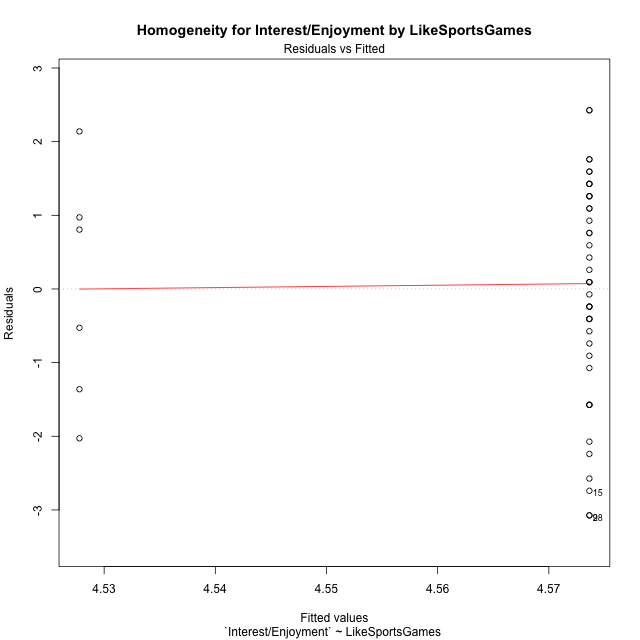 Homogeneity for Interest/Enjoyment by LikeSportsGames
Residuals vs Fitted
3
2
1
0
-1
-2
-3
Residuals
15
4.53
4.54
4.55
4.56
4.57
Fitted values
`Interest/Enjoyment` ~ LikeSportsGames